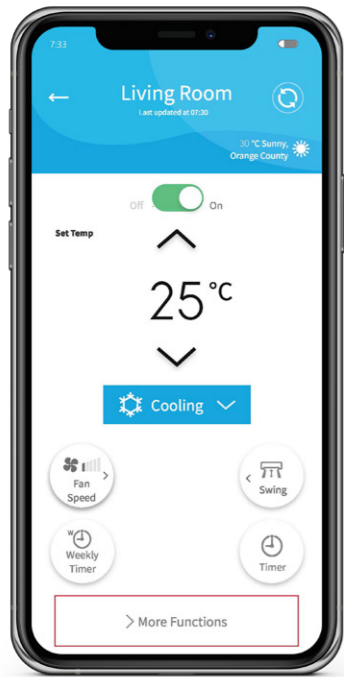 7:33
Living Room
Last updated at 07:30
30 °C Sunny,
Orange County
Off
On
Set Temp
25 °C
Cooling
Fan
Speed
Swing
W
Weekly
Timer
Timer
More Functions